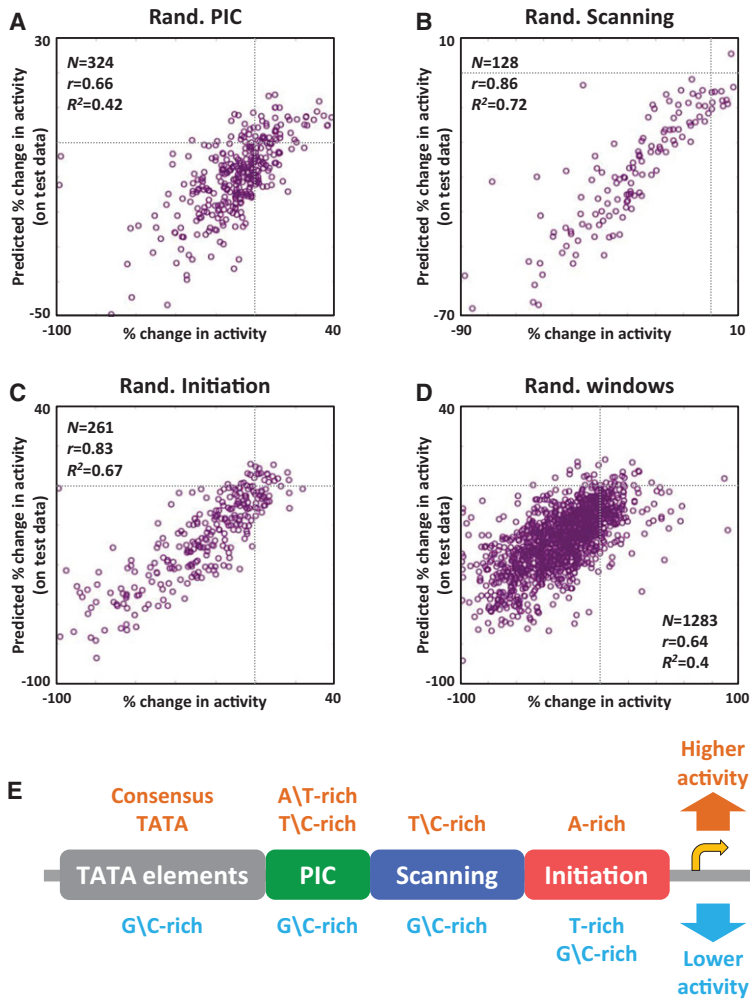 A
Rand. PIC
30
N=324
r=0.66
R²=0.42
Predicted % change in activity
(on test data)
-50
-100
% change in activity
40
B
Rand. Scanning
10
N=128
r=0.86
R²=0.72
Predicted % change in activity
(on test data)
-70
-90
% change in activity
10
C
Rand. Initiation
40
N=261
r=0.83
R²=0.67
Predicted % change in activity
(on test data)
-100
-100
% change in activity
40
D
Rand. windows
40
N=1283
r=0.64
R²=0.4
Predicted % change in activity
(on test data)
-100
-100
% change in activity
100
E
Higher
activity
Consensus
TATA
A\T-rich
T\C-rich
T\C-rich
A-rich
TATA elements
PIC
Scanning
Initiation
G\C-rich
G\C-rich
G\C-rich
T-rich
G\C-rich
Lower
activity